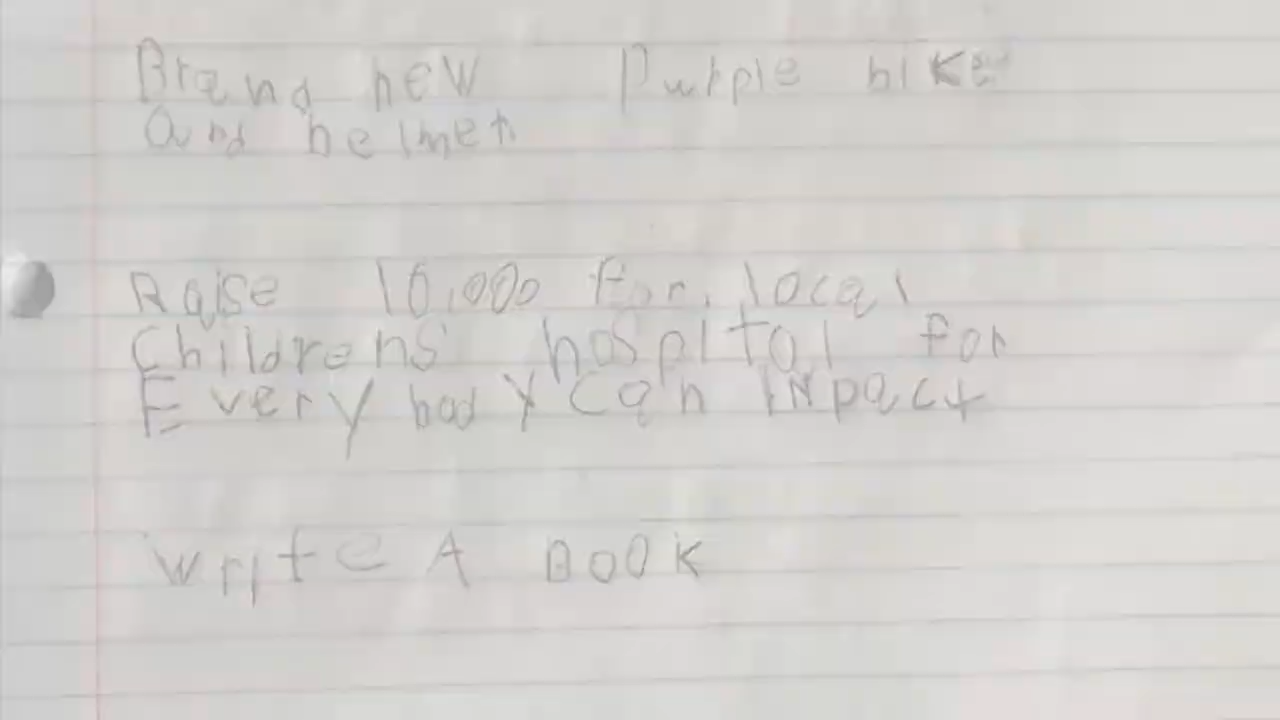 Brand new Purple bike
and helmet
Raise 10,000 for local
Childrens hospital for
Every body can inpact
write A Book